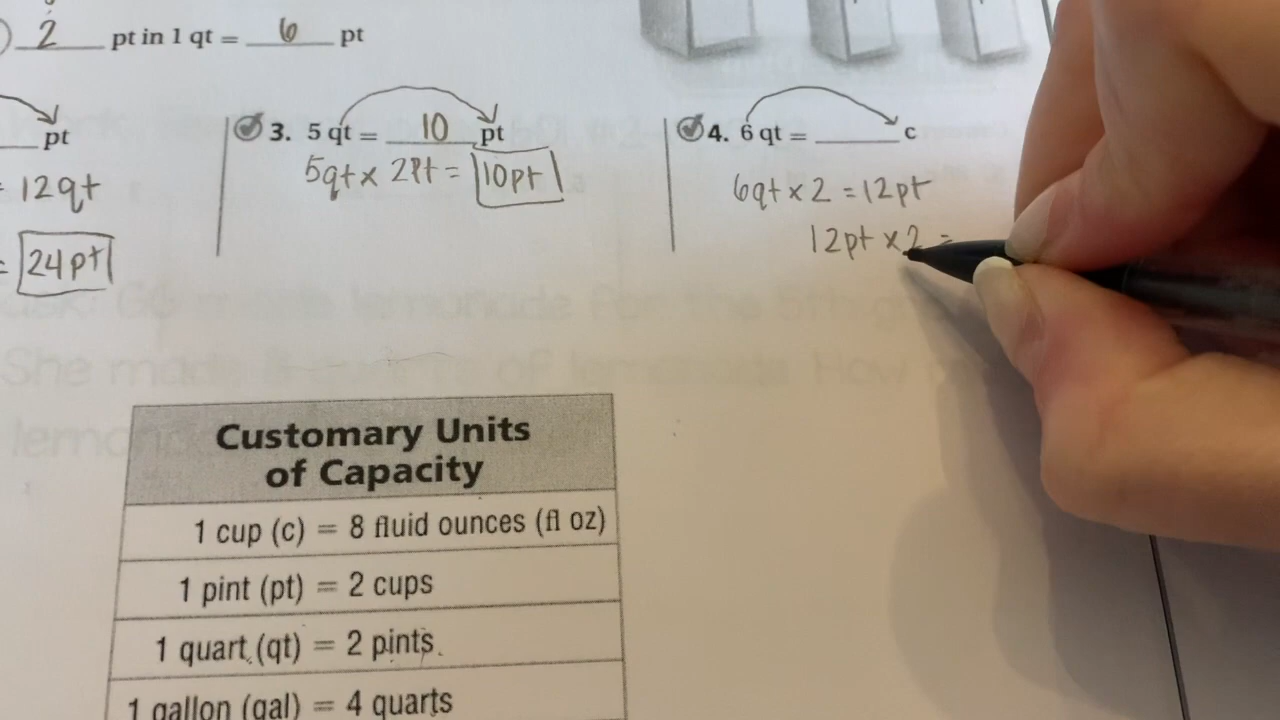 2 pt in 1 qt = 6 pt
pt
= 12qt
= 24pt
3. 5 qt = 10 pt
5qt x 2pt = 10pt
4. 6 qt = ____ c
6qt x 2 = 12pt
12pt x 2 =
Customary Units
of Capacity
1 cup (c) = 8 fluid ounces (fl oz)
1 pint (pt) = 2 cups
1 quart (qt) = 2 pints
1 gallon (gal) = 4 quarts